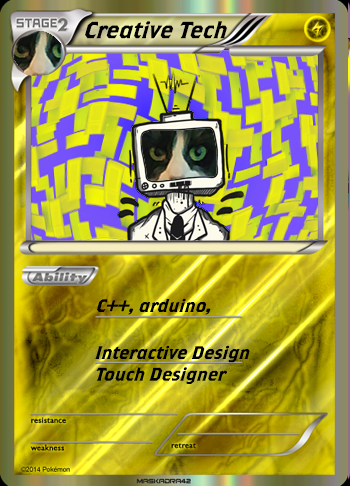 STAGE2
Creative Tech
Ability
C++, arduino,
Interactive Design
Touch Designer
resistance
weakness
retreat
©2014 Pokémon
MASKADRA42